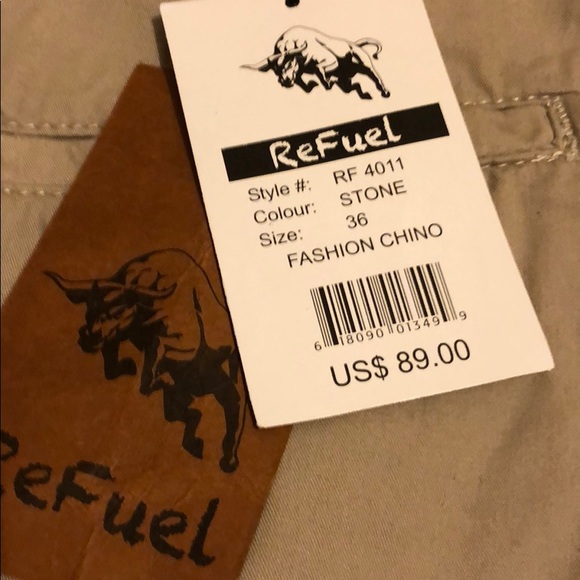 ReFuel
Style #: RF 4011
Colour: STONE
Size: 36
FASHION CHINO
6 18090 01349 9
US$ 89.00
ReFuel